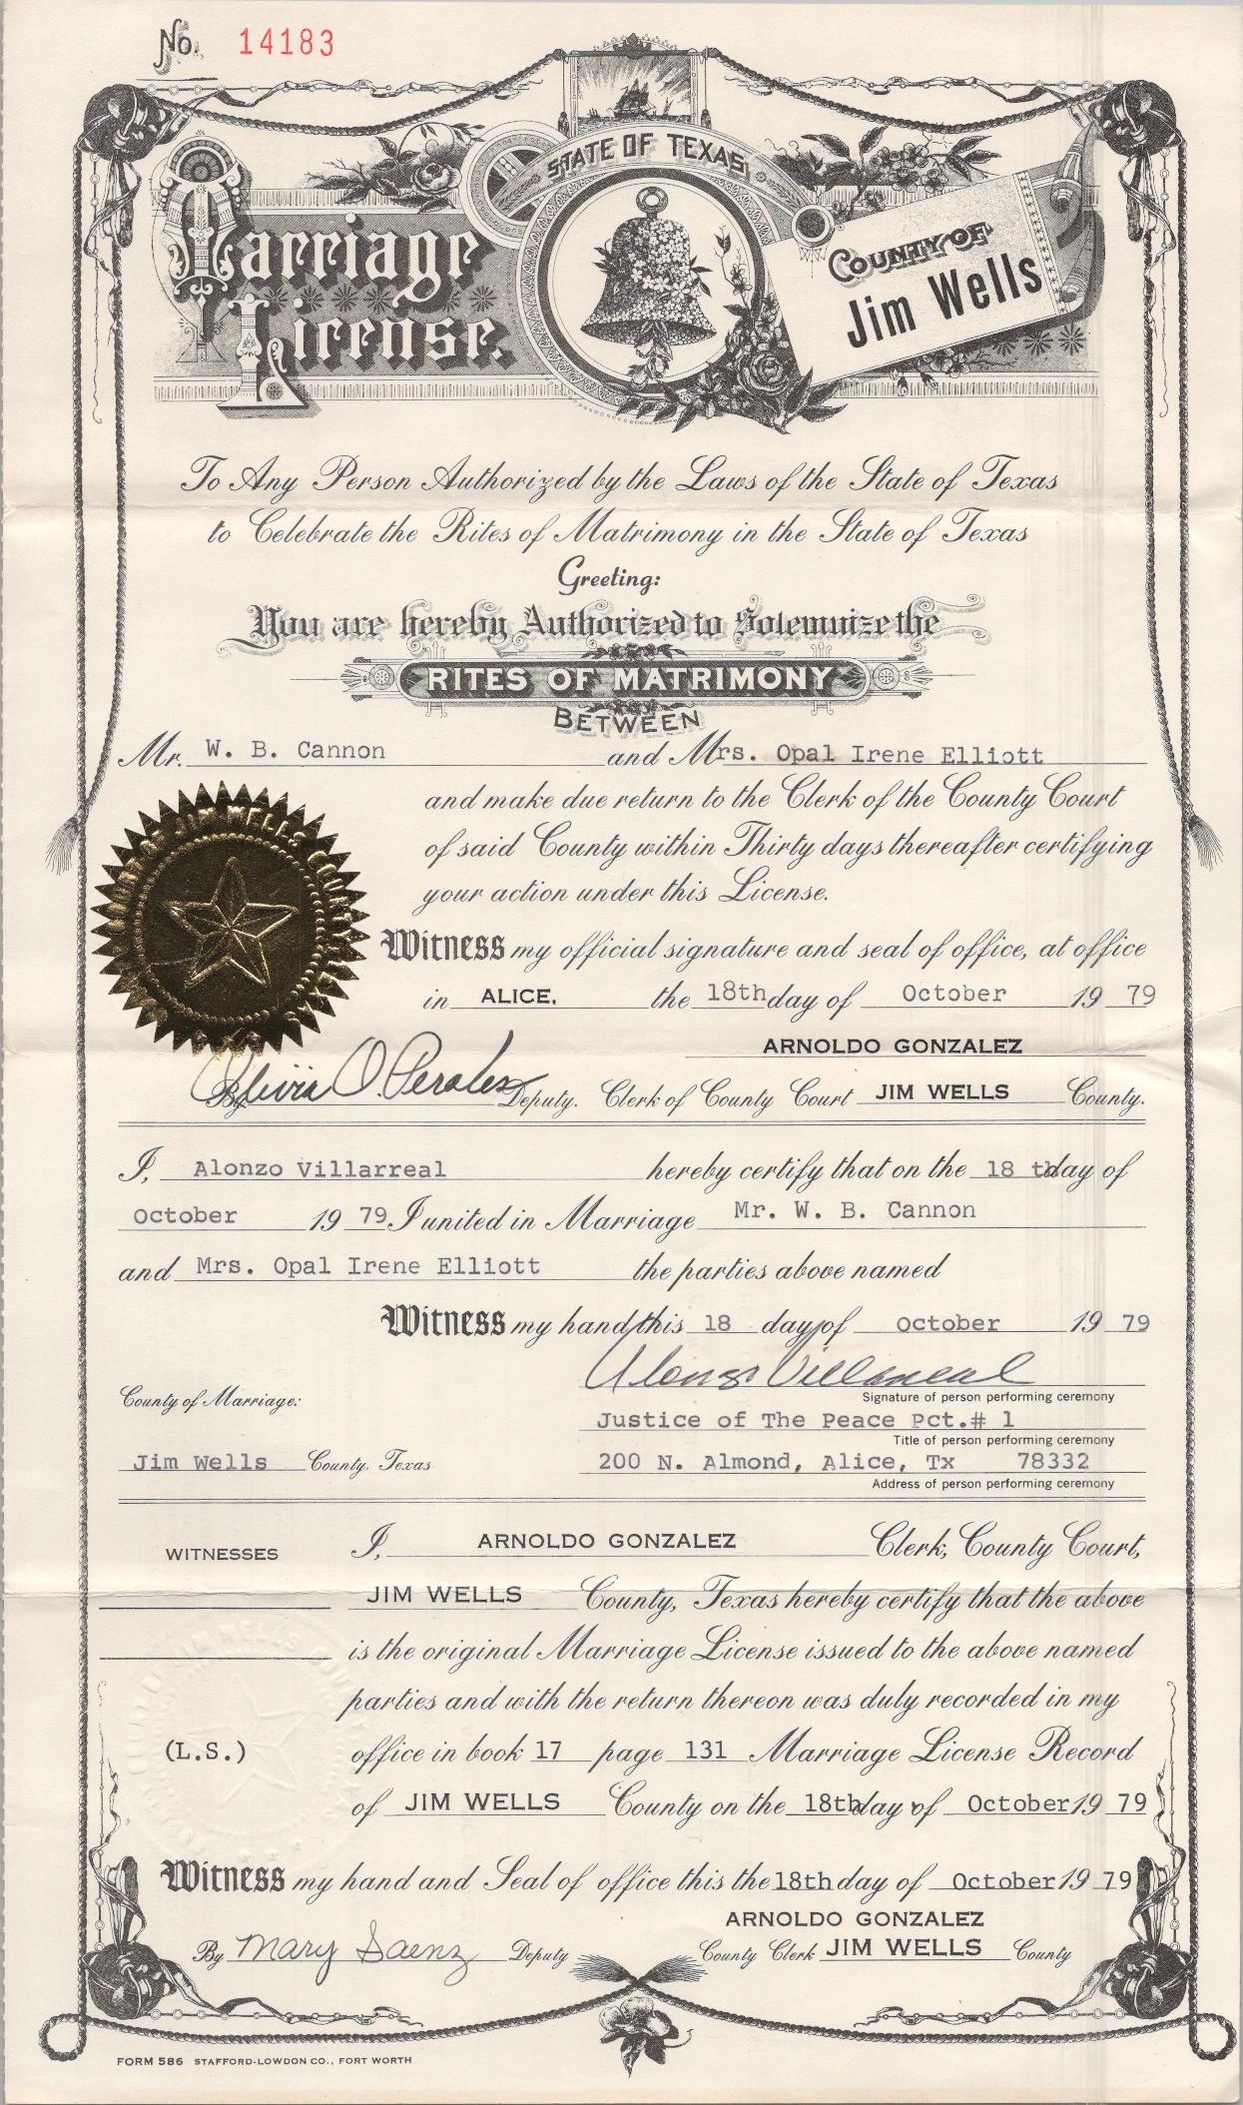 No. 14183
STATE OF TEXAS
Marriage
License.
COUNTY OF
Jim Wells
To Any Person Authorized by the Laws of the State of Texas
to Celebrate the Rites of Matrimony in the State of Texas
Greeting:
You are hereby Authorized to Solemnize the
RITES OF MATRIMONY
BETWEEN
Mr. W. B. Cannon and Mrs. Opal Irene Elliott
and make due return to the Clerk of the County Court
of said County within Thirty days thereafter certifying
your action under this License.
Witness my official signature and seal of office, at office
in ALICE, the 18th day of October 19 79
ARNOLDO GONZALEZ
By Olivia O. Perales Deputy. Clerk of County Court JIM WELLS County.
I, Alonzo Villarreal hereby certify that on the 18 th day of
October 19 79 I united in Marriage Mr. W. B. Cannon
and Mrs. Opal Irene Elliott the parties above named
Witness my hand this 18 day of October 19 79
Alonzo Villarreal
Signature of person performing ceremony
County of Marriage:
Justice of The Peace Pct.# 1
Title of person performing ceremony
Jim Wells County, Texas
200 N. Almond, Alice, Tx 78332
Address of person performing ceremony
WITNESSES
I, ARNOLDO GONZALEZ Clerk, County Court,
JIM WELLS County, Texas hereby certify that the above
is the original Marriage License issued to the above named
parties and with the return thereon was duly recorded in my
(L.S.)
office in book 17 page 131 Marriage License Record
of JIM WELLS County on the 18th day of October 19 79
Witness my hand and Seal of office this the 18th day of October 19 79
ARNOLDO GONZALEZ
By Mary Saenz Deputy County Clerk JIM WELLS County
FORM 586 STAFFORD-LOWDON CO., FORT WORTH